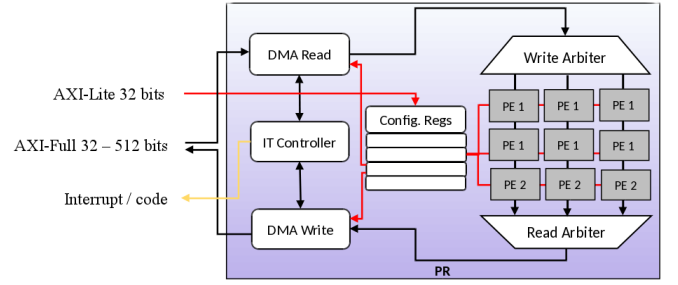 DMA Read
Write Arbiter
AXI-Lite 32 bits
PE 1 PE 1 PE 1
Config. Regs
AXI-Full 32 – 512 bits
IT Controller
PE 1 PE 1 PE 1
Interrupt / code
PE 2 PE 2 PE 2
DMA Write
Read Arbiter
PR